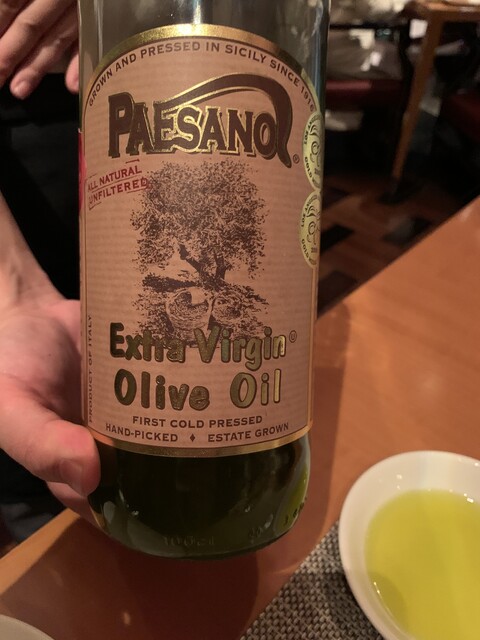 GROWN AND PRESSED IN SICILY SINCE 1916
PAESANO®
ALL NATURAL
UNFILTERED
Extra Virgin®
Olive Oil
FIRST COLD PRESSED
HAND-PICKED ♦ ESTATE GROWN
PRODUCT OF ITALY